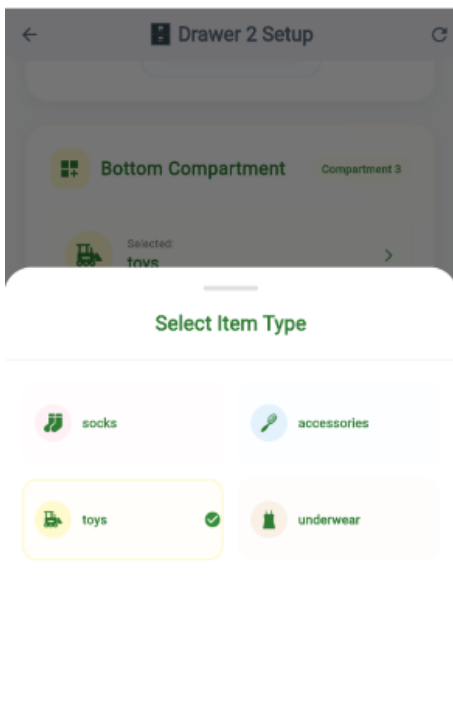 Drawer 2 Setup
Bottom Compartment
Compartment 3
Selected:
toys
Select Item Type
socks
accessories
toys
underwear